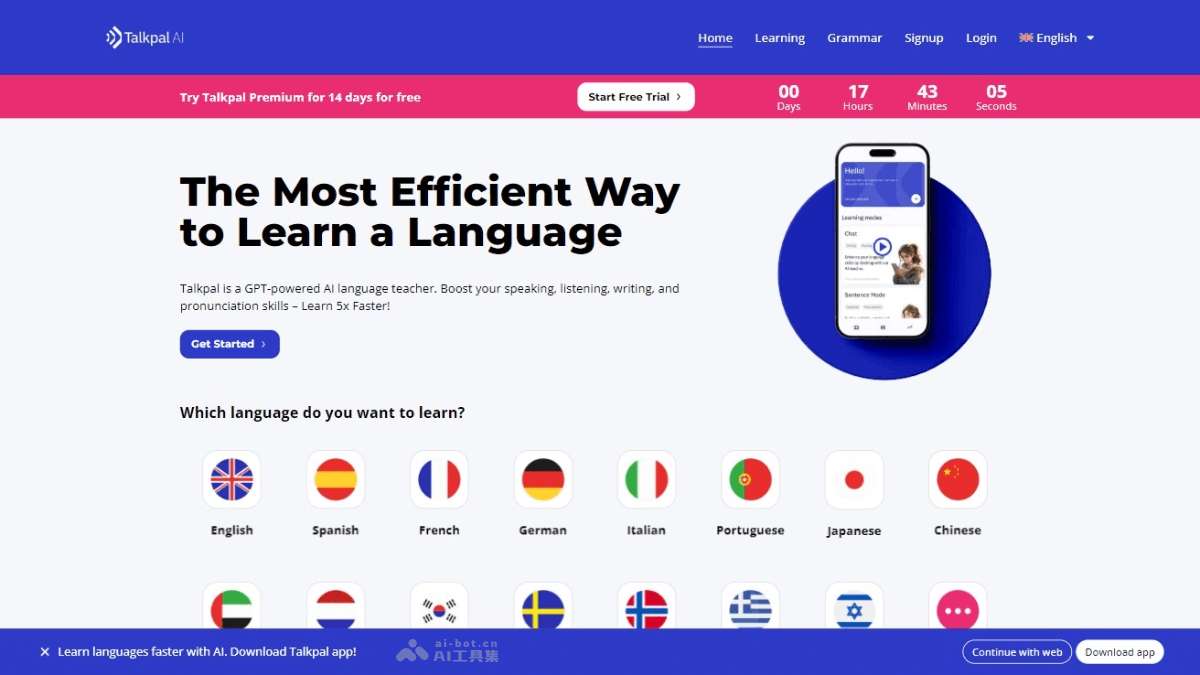 Talkpal AI
Home Learning Grammar Signup Login English
Try Talkpal Premium for 14 days for free
Start Free Trial ›
00 17 43 05
Days Hours Minutes Seconds
The Most Efficient Way
to Learn a Language
Talkpal is a GPT-powered AI language teacher. Boost your speaking, listening, writing, and
pronunciation skills – Learn 5x Faster!
Get Started ›
Hello!
Learning modes
Chat
Sentence Mode
Which language do you want to learn?
English Spanish French German Italian Portuguese Japanese Chinese
Learn languages faster with AI. Download Talkpal app!
ai-bot.cn
AI工具集
Continue with web
Download app